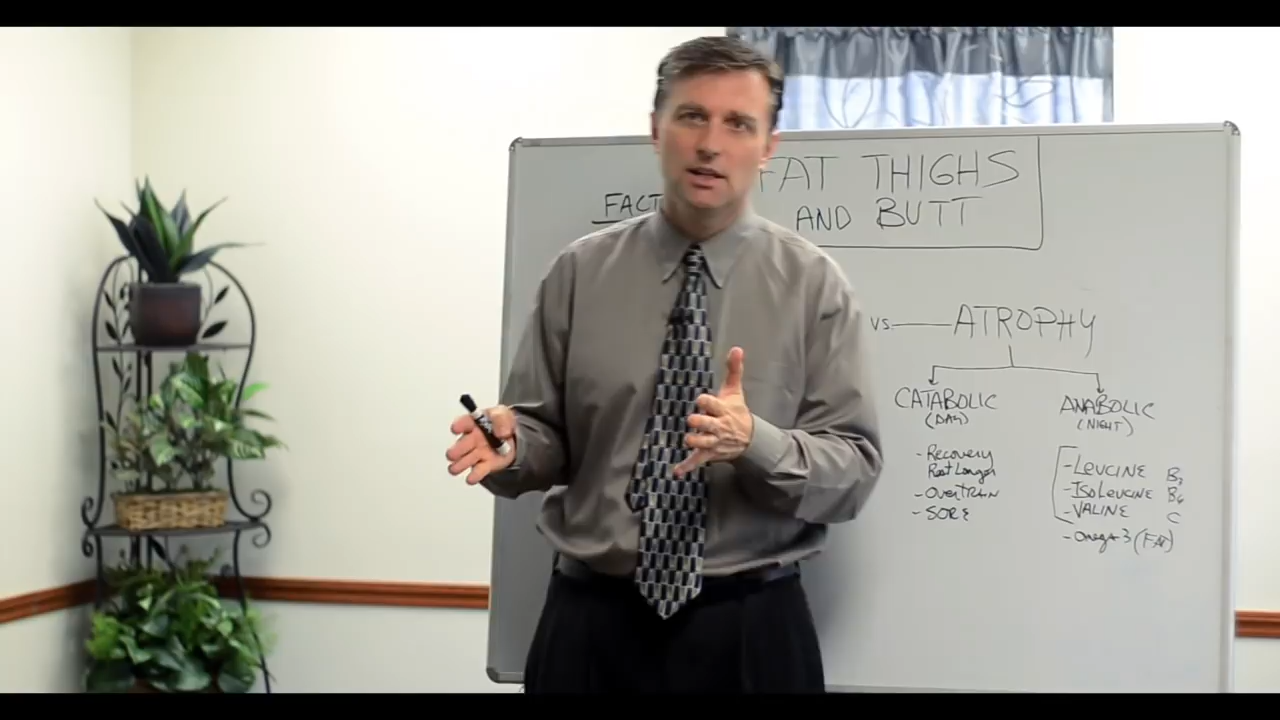 FAT THIGHS
AND BUTT
FACT
VS — ATROPHY
CATABOLIC
(DAY)
- Recovery
Rest Longer
- OVERTRAIN
- SORE
ANABOLIC
(NIGHT)
- LEUCINE
- ISOLEUCINE B6
- VALINE C
- omega 3 (FAT)